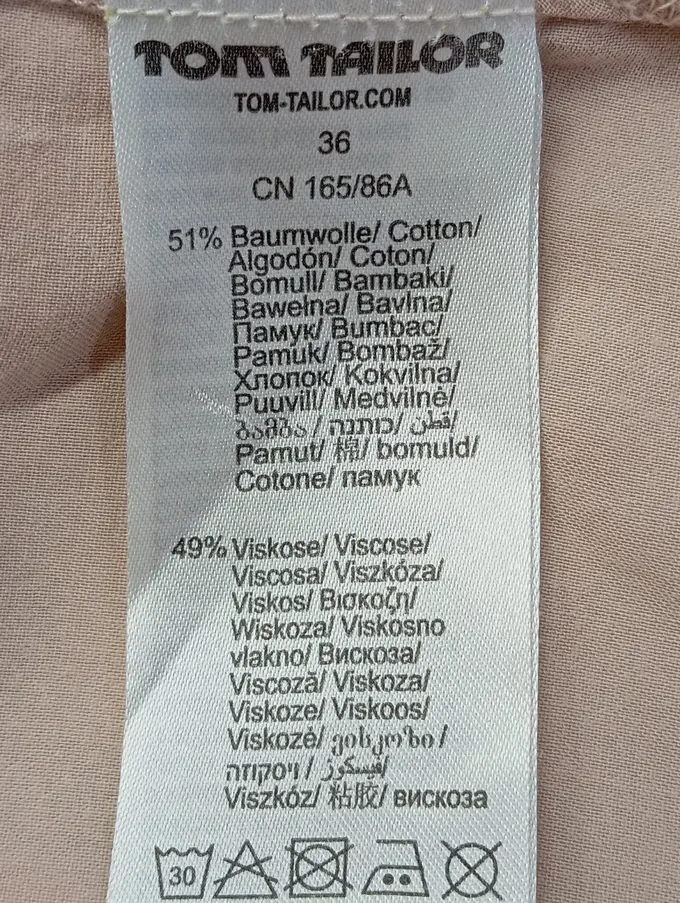 TOM TAILOR
TOM-TAILOR.COM
36
CN 165/86A
51% Baumwolle/ Cotton/
Algodón/ Coton/
Bomull/ Bambaki/
Bawełna/ Bavlna/
Памук/ Bumbac/
Pamuk/ Bombaž/
Хлопок/ Kokvilna/
Puuvill/ Medvilnė/
ბამბა / כותנה/ قطن/
Pamut/ 棉/ bomuld/
Cotone/ памук
49% Viskose/ Viscose/
Viscosa/ Viszkóza/
Viskos/ Βισκοζη/
Wiskoza/ Viskosno
vlakno/ Вискоза/
Viscoză/ Viskoza/
Viskoze/ Viskoos/
Viskozė/ ვისკოზი /
ויסקוזה / فيسكوز/
Viszkóz/ 粘胶/ вискоза
30